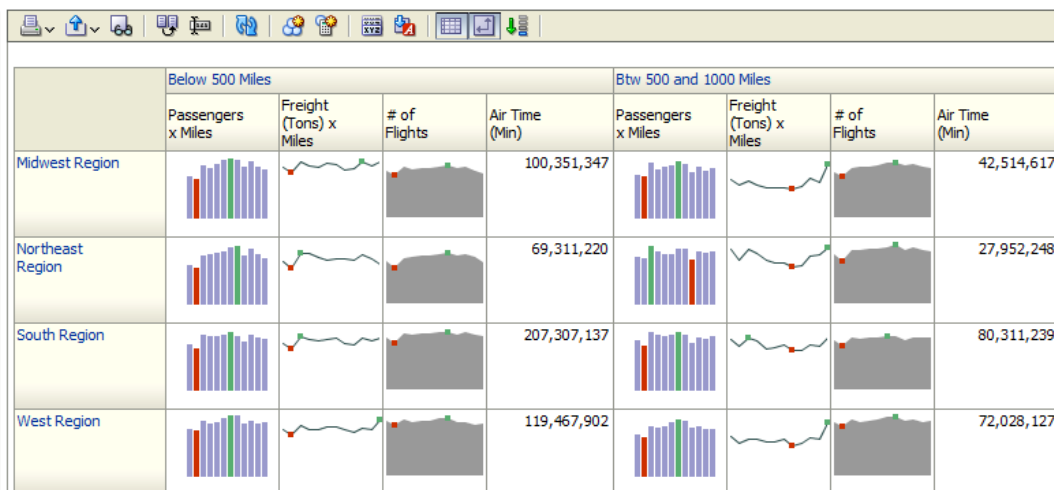 Below 500 Miles
Btw 500 and 1000 Miles
Passengers
x Miles
Freight
(Tons) x
Miles
# of
Flights
Air Time
(Min)
Passengers
x Miles
Freight
(Tons) x
Miles
# of
Flights
Air Time
(Min)
Midwest Region
100,351,347
42,514,617
Northeast
Region
69,311,220
27,952,248
South Region
207,307,137
80,311,239
West Region
119,467,902
72,028,127